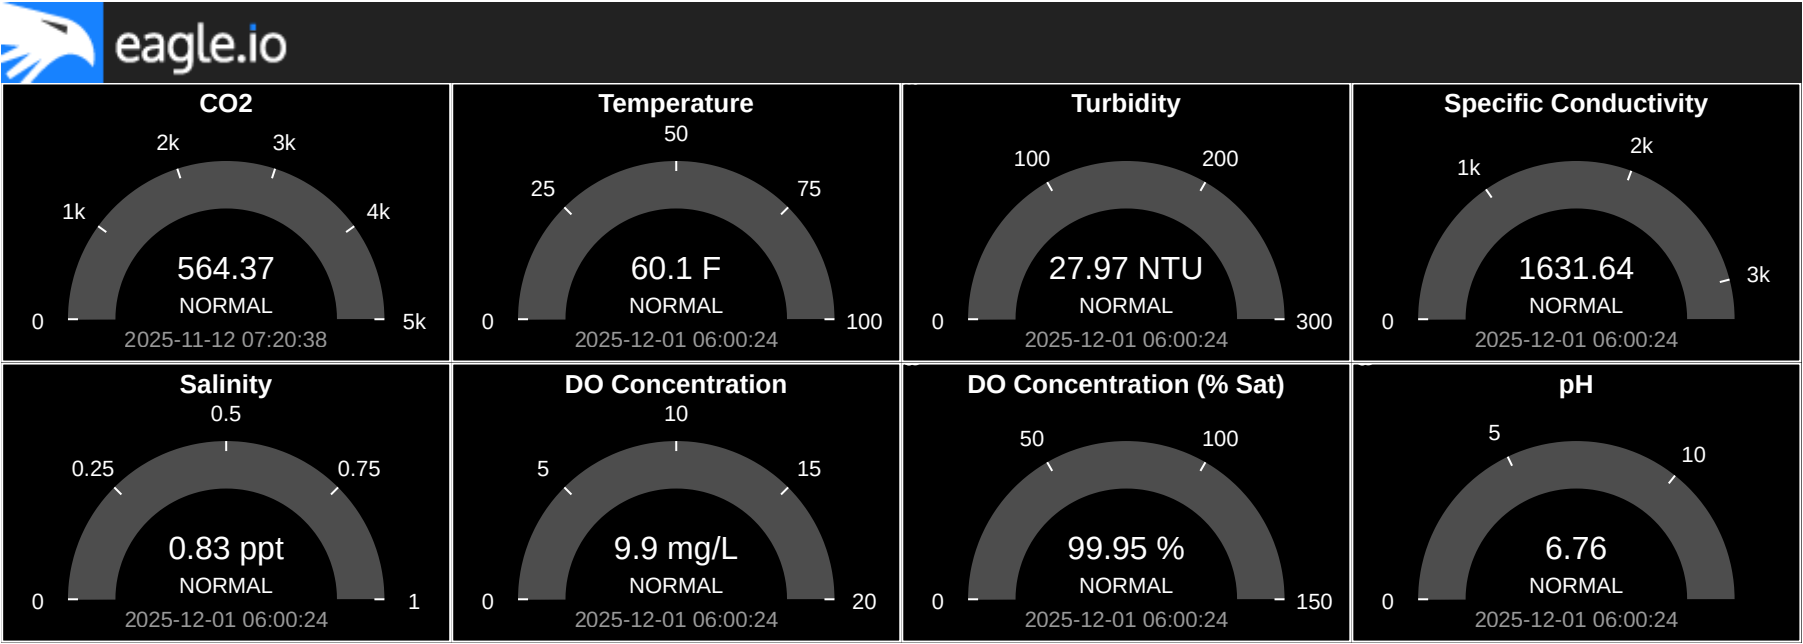 eagle.io
CO2
0
1k
2k
3k
4k
5k
564.37
NORMAL
2025-11-12 07:20:38
Temperature
0
25
50
75
100
60.1 F
NORMAL
2025-12-01 06:00:24
Turbidity
0
100
200
300
27.97 NTU
NORMAL
2025-12-01 06:00:24
Specific Conductivity
0
1k
2k
3k
1631.64
NORMAL
2025-12-01 06:00:24
Salinity
0
0.25
0.5
0.75
1
0.83 ppt
NORMAL
2025-12-01 06:00:24
DO Concentration
0
5
10
15
20
9.9 mg/L
NORMAL
2025-12-01 06:00:24
DO Concentration (% Sat)
0
50
100
150
99.95 %
NORMAL
2025-12-01 06:00:24
pH
0
5
10
6.76
NORMAL
2025-12-01 06:00:24